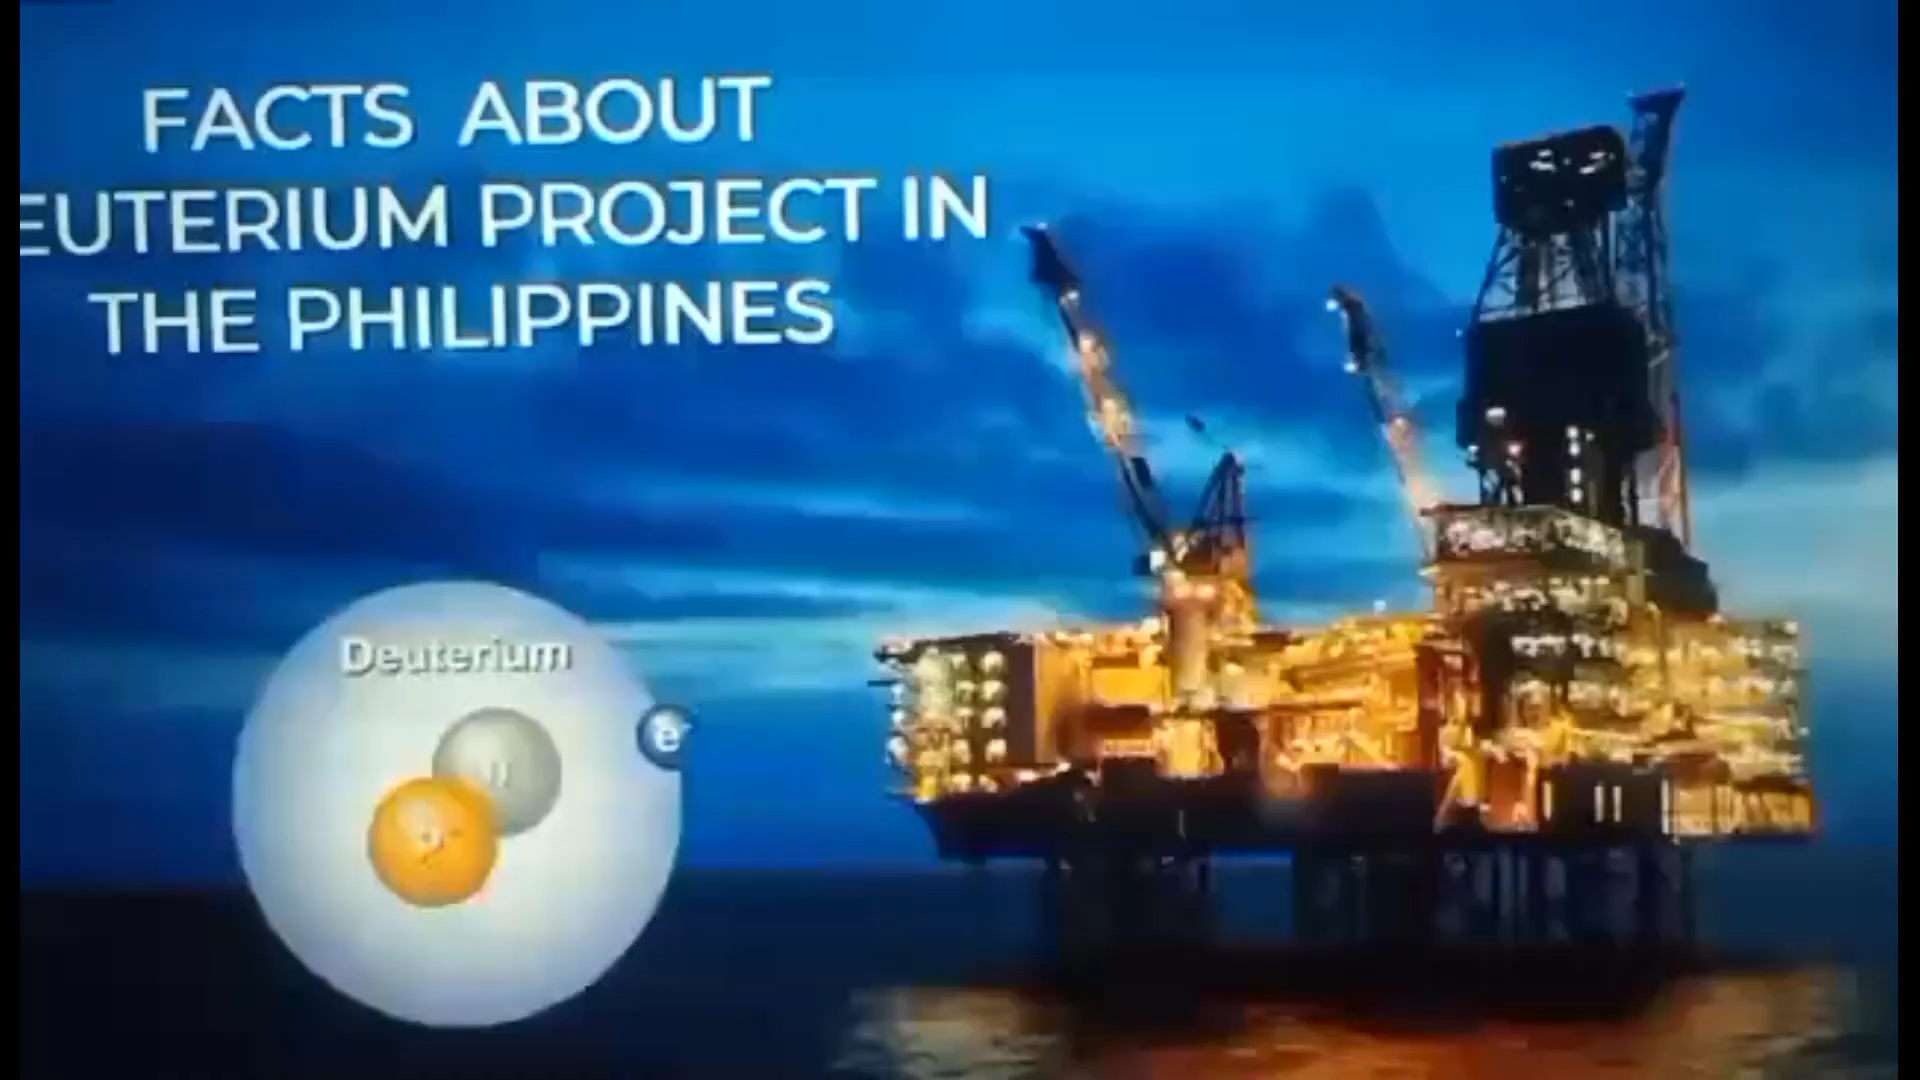 FACTS ABOUT
EUTERIUM PROJECT IN
THE PHILIPPINES
Deuterium
e